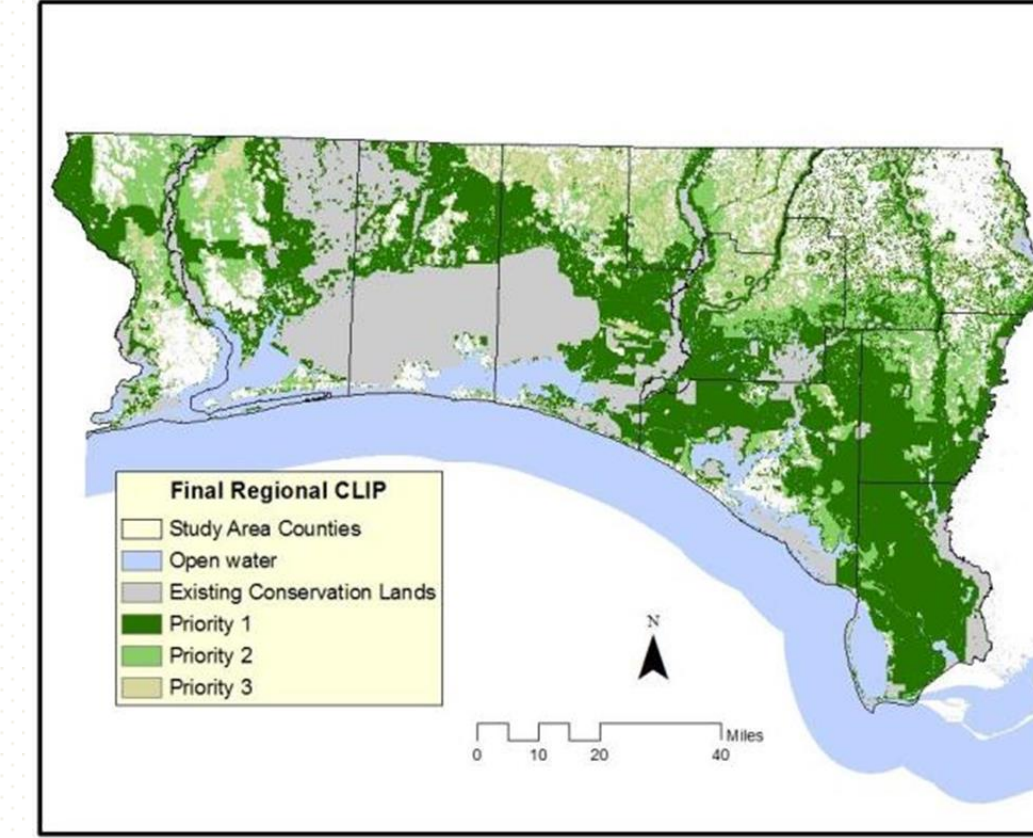 Final Regional CLIP
Study Area Counties
Open water
Existing Conservation Lands
Priority 1
Priority 2
Priority 3
N
Miles
0 10 20 40